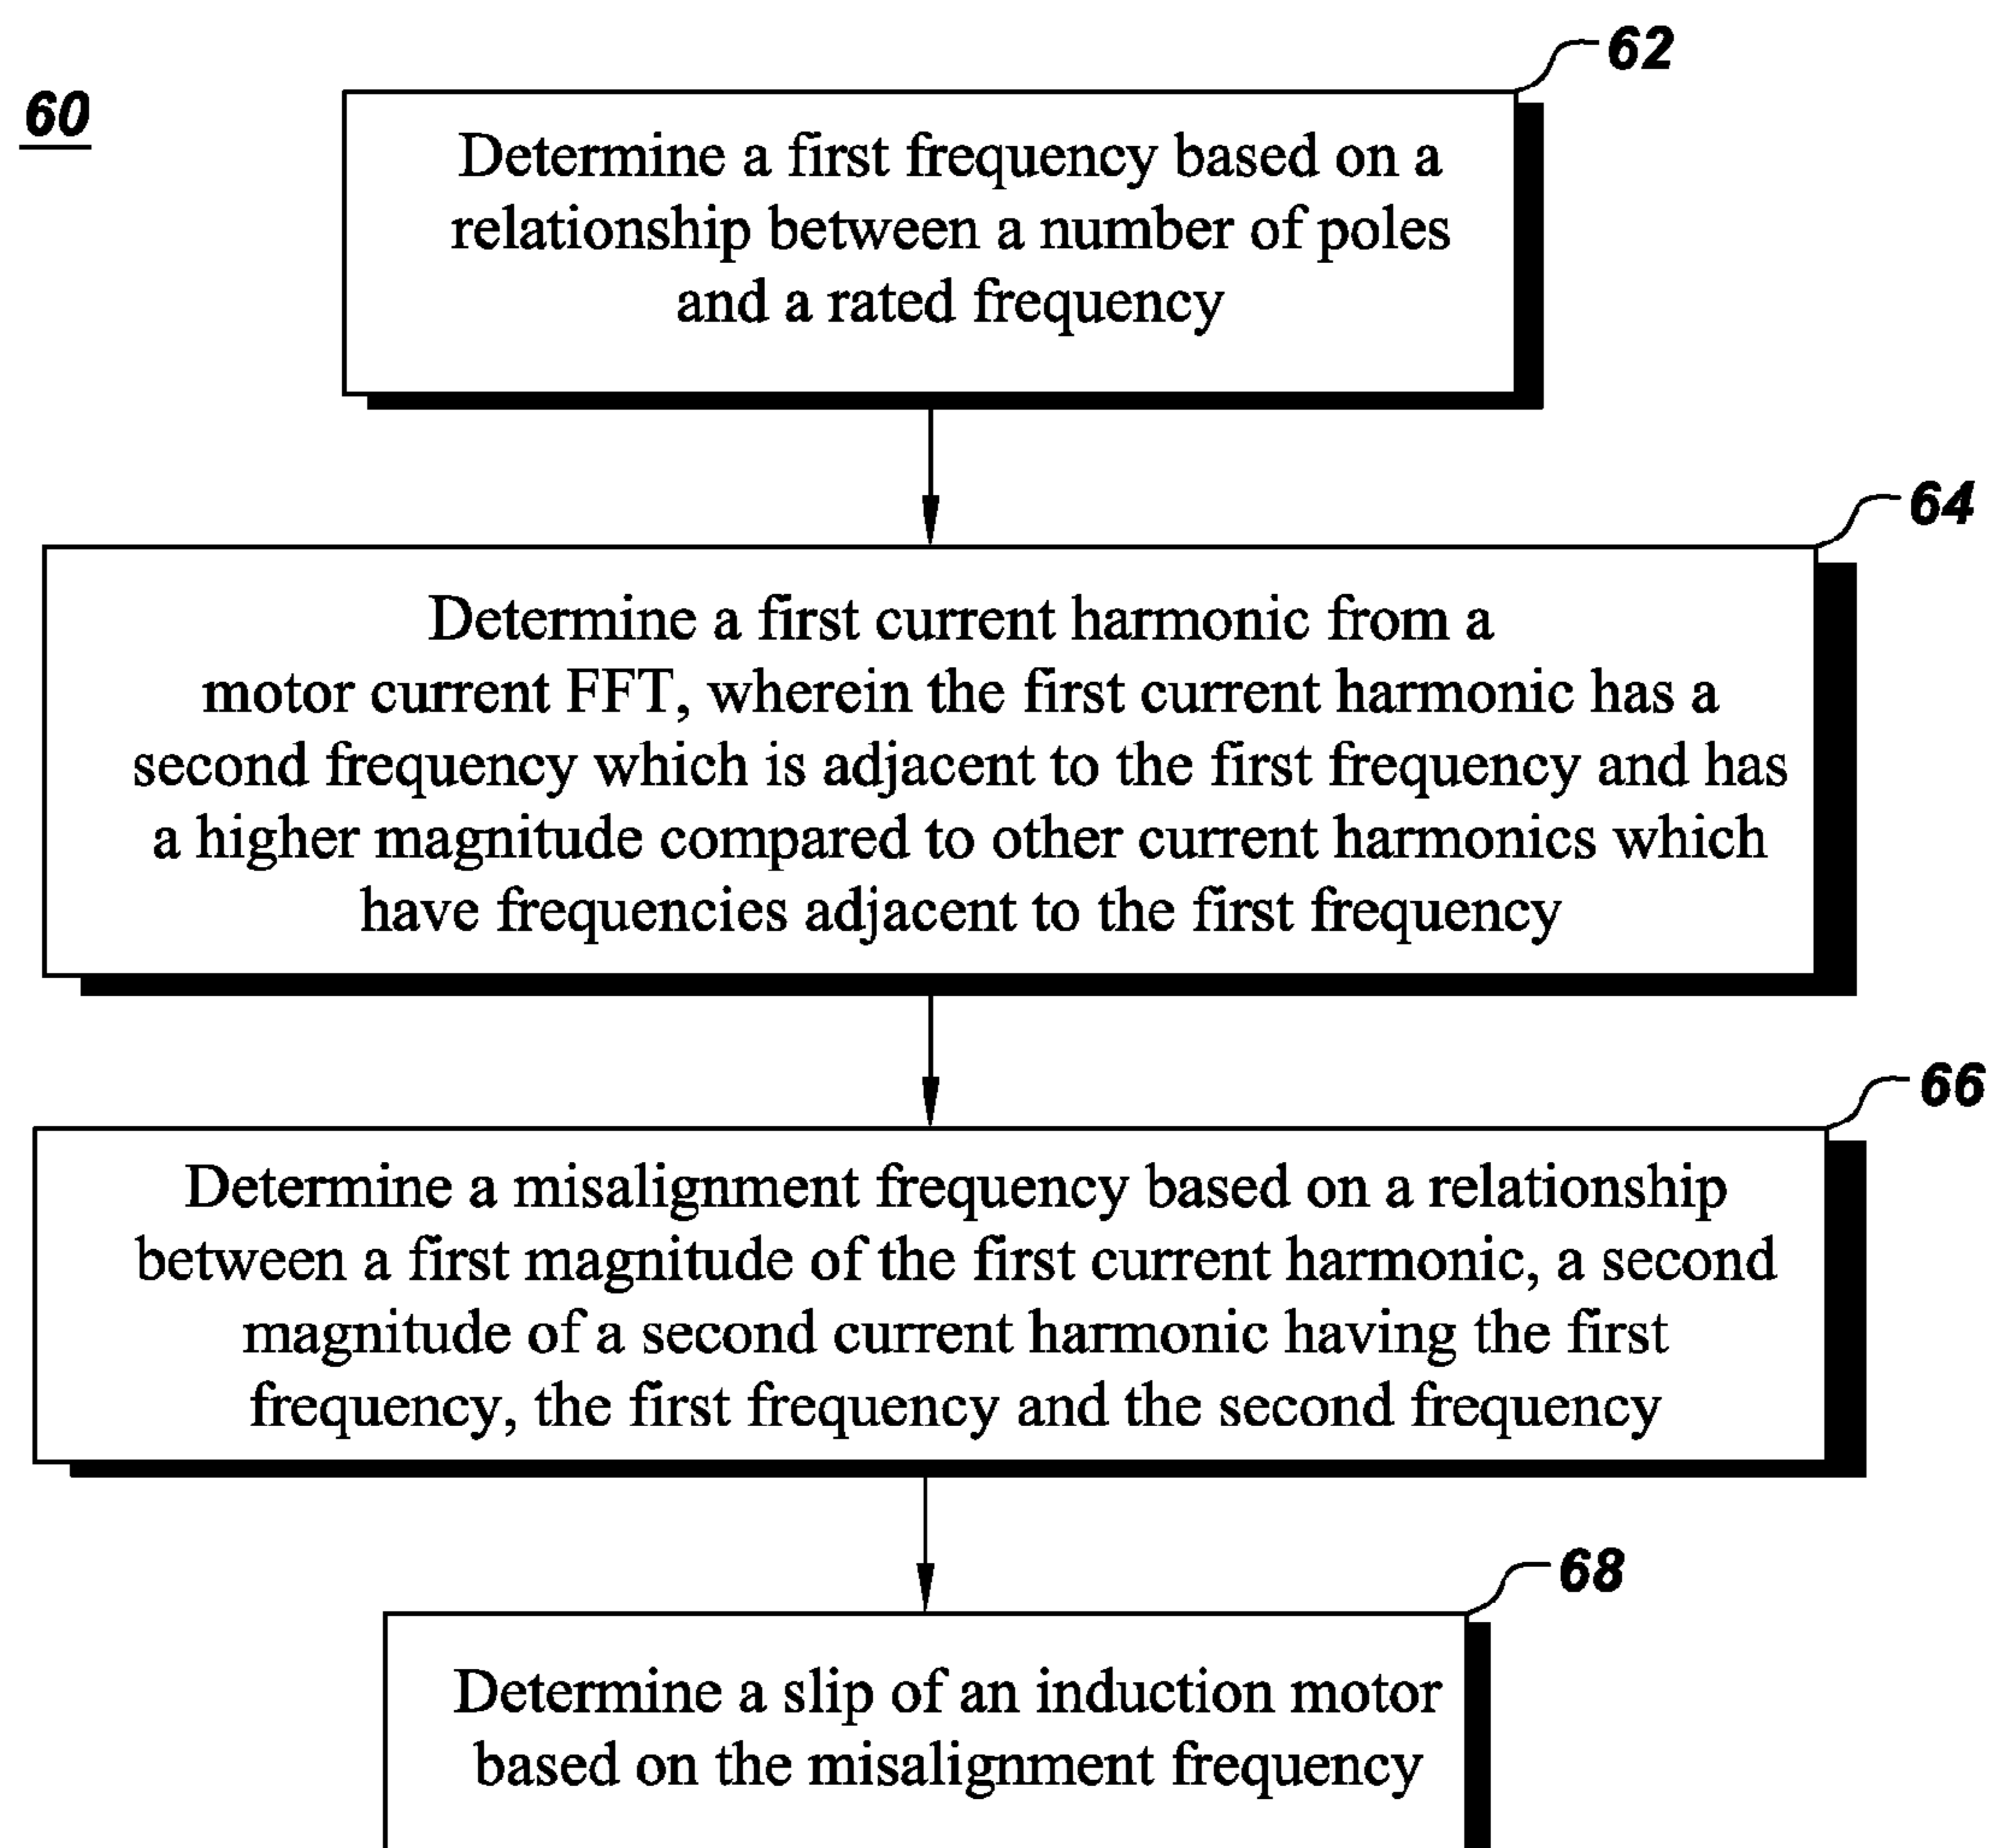 62
60
Determine a first frequency based on a
relationship between a number of poles
and a rated frequency
64
Determine a first current harmonic from a
motor current FFT, wherein the first current harmonic has a
second frequency which is adjacent to the first frequency and has
a higher magnitude compared to other current harmonics which
have frequencies adjacent to the first frequency
66
Determine a misalignment frequency based on a relationship
between a first magnitude of the first current harmonic, a second
magnitude of a second current harmonic having the first
frequency, the first frequency and the second frequency
68
Determine a slip of an induction motor
based on the misalignment frequency